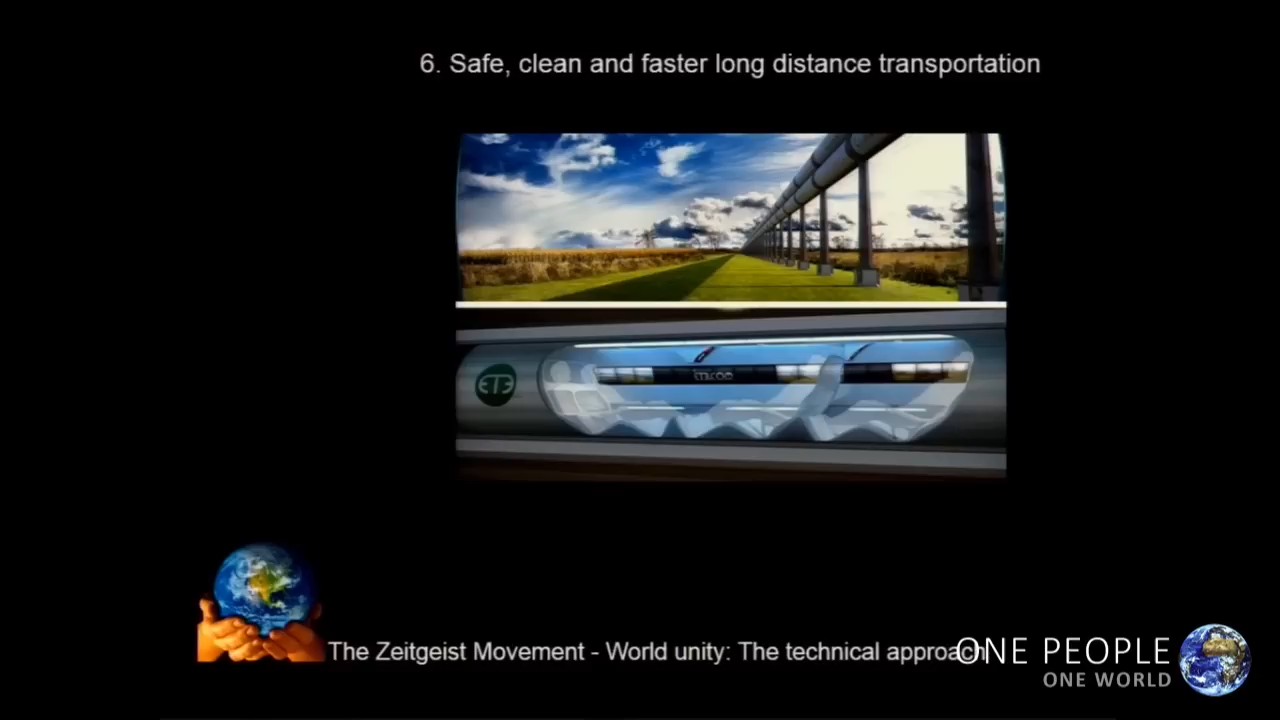 6. Safe, clean and faster long distance transportation
ET3
The Zeitgeist Movement - World unity: The technical approach
ONE PEOPLE
ONE WORLD